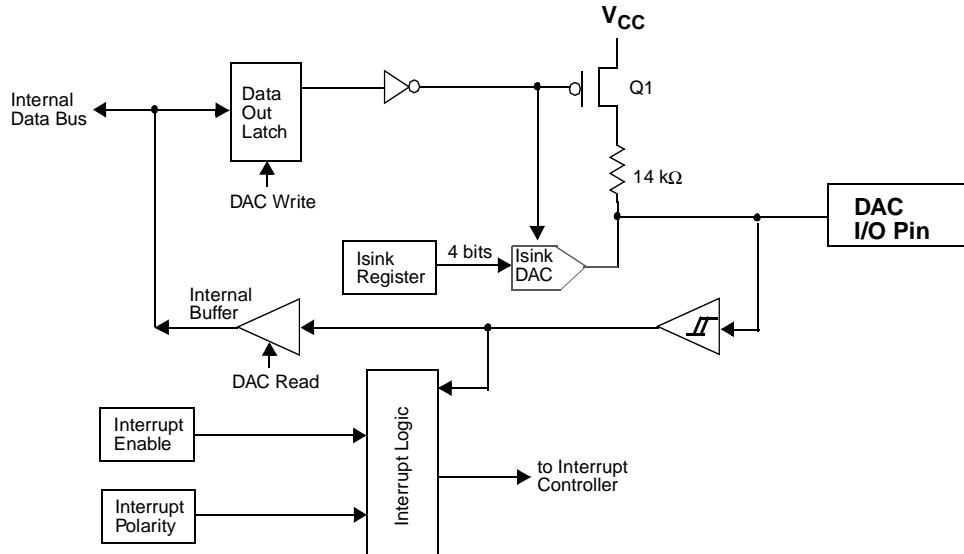 VCC
Q1
Internal
Data Bus
Data
Out
Latch
DAC Write
14 kΩ
DAC
I/O Pin
Isink
Register
4 bits
Isink
DAC
Internal
Buffer
DAC Read
Interrupt
Enable
Interrupt Logic
to Interrupt
Controller
Interrupt
Polarity